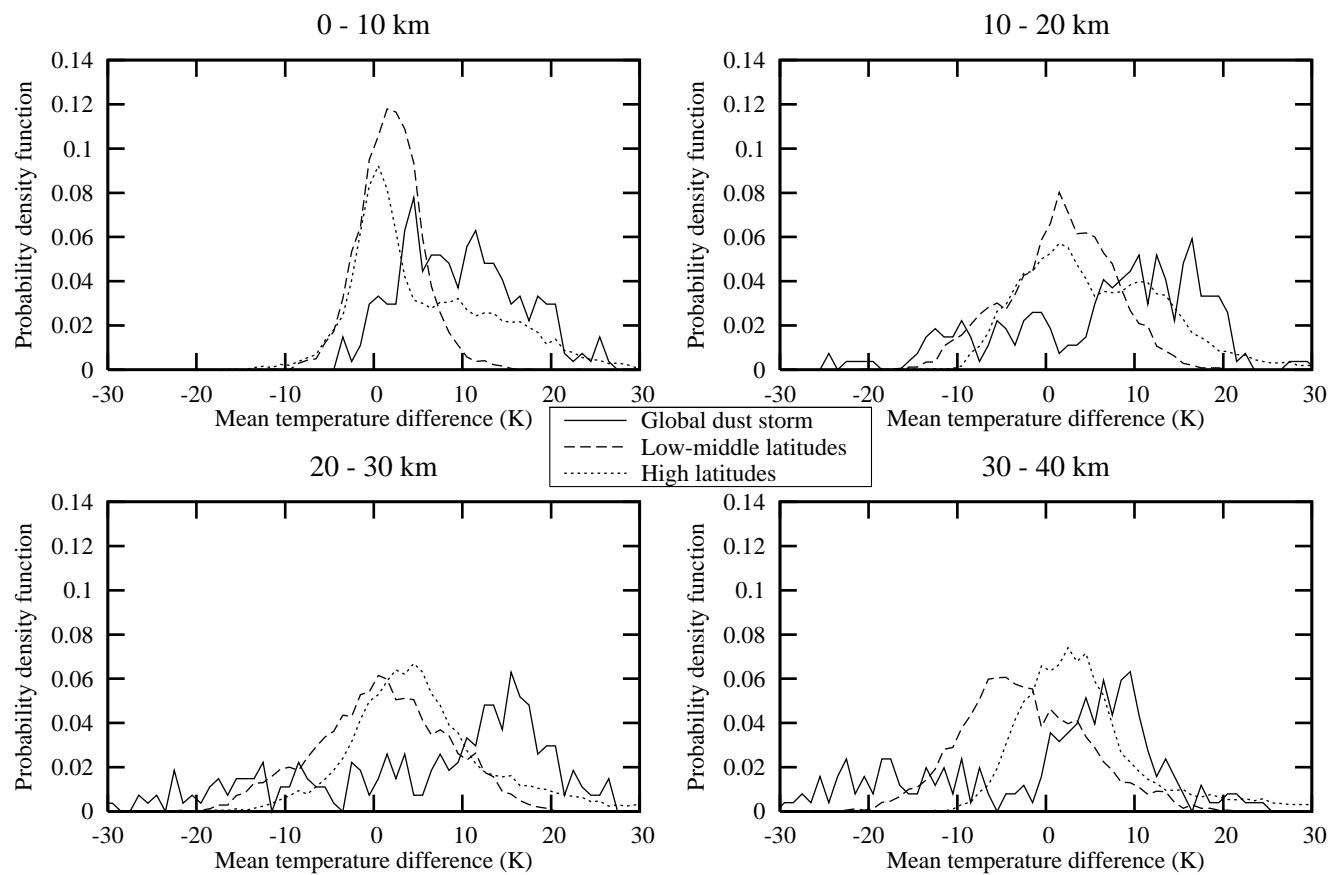 0 - 10 km
10 - 20 km
0.14
0.12
0.1
0.08
0.06
0.04
0.02
0
Probability density function
-30 -20 -10 0 10 20 30
Mean temperature difference (K)
0.14
0.12
0.1
0.08
0.06
0.04
0.02
0
Probability density function
-30 -20 -10 0 10 20 30
Mean temperature difference (K)
Global dust storm
Low-middle latitudes
High latitudes
20 - 30 km
30 - 40 km
0.14
0.12
0.1
0.08
0.06
0.04
0.02
0
Probability density function
-30 -20 -10 0 10 20 30
Mean temperature difference (K)
0.14
0.12
0.1
0.08
0.06
0.04
0.02
0
Probability density function
-30 -20 -10 0 10 20 30
Mean temperature difference (K)